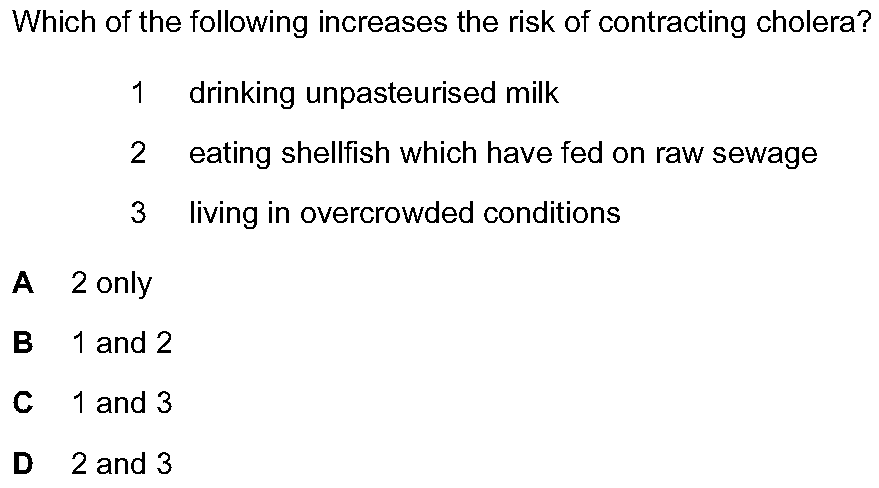 Which of the following increases the risk of contracting cholera?
1 drinking unpasteurised milk
2 eating shellfish which have fed on raw sewage
3 living in overcrowded conditions
A 2 only
B 1 and 2
C 1 and 3
D 2 and 3